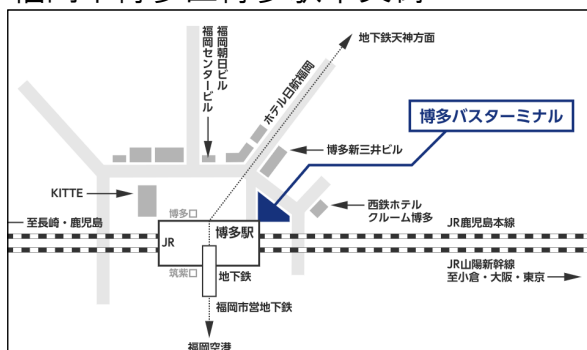 地下鉄天神方面
福岡朝日ビル
福岡センタービル
ホテル日航福岡
博多バスターミナル
博多新三井ビル
KITTE
西鉄ホテル
クルーム博多
博多口
至長崎・鹿児島
博多駅
JR
JR鹿児島本線
筑紫口
地下鉄
JR山陽新幹線
至小倉・大阪・東京
福岡市営地下鉄
福岡空港